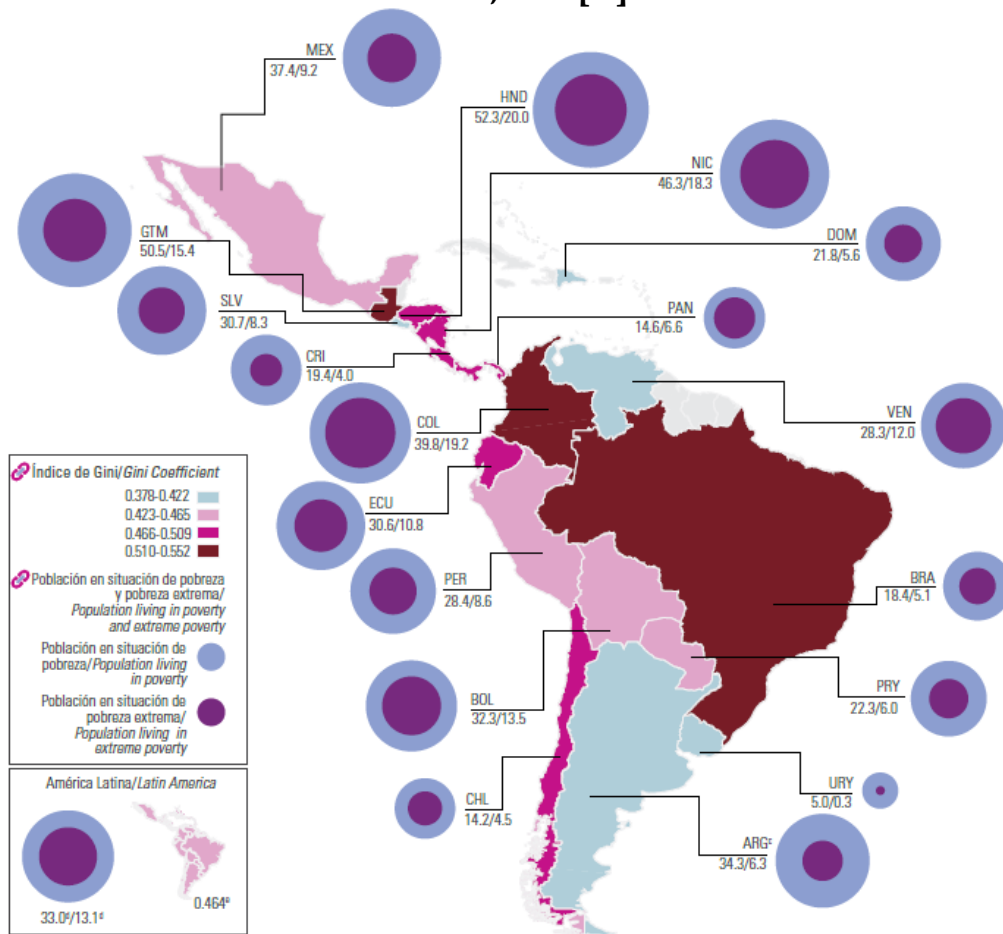 MEX
37.4/9.2
HND
52.3/20.0
NIC
46.3/18.3
GTM
50.5/15.4
DOM
21.8/5.6
SLV
30.7/8.3
PAN
14.6/6.6
CRI
19.4/4.0
COL
39.8/19.2
VEN
28.3/12.0
ECU
30.6/10.8
PER
28.4/8.6
BRA
18.4/5.1
BOL
32.3/13.5
PRY
22.3/6.0
CHL
14.2/4.5
URY
5.0/0.3
ARGᶜ
34.3/6.3
Índice de Gini/Gini Coefficient
0.378-0.422
0.423-0.465
0.466-0.509
0.510-0.552
Población en situación de pobreza
y pobreza extrema/
Population living in poverty
and extreme poverty
Población en situación de
pobreza/Population living
in poverty
Población en situación de
pobreza extrema/
Population living in
extreme poverty
América Latina/Latin America
0.464ᵉ
33.0ᵈ/13.1ᵈ